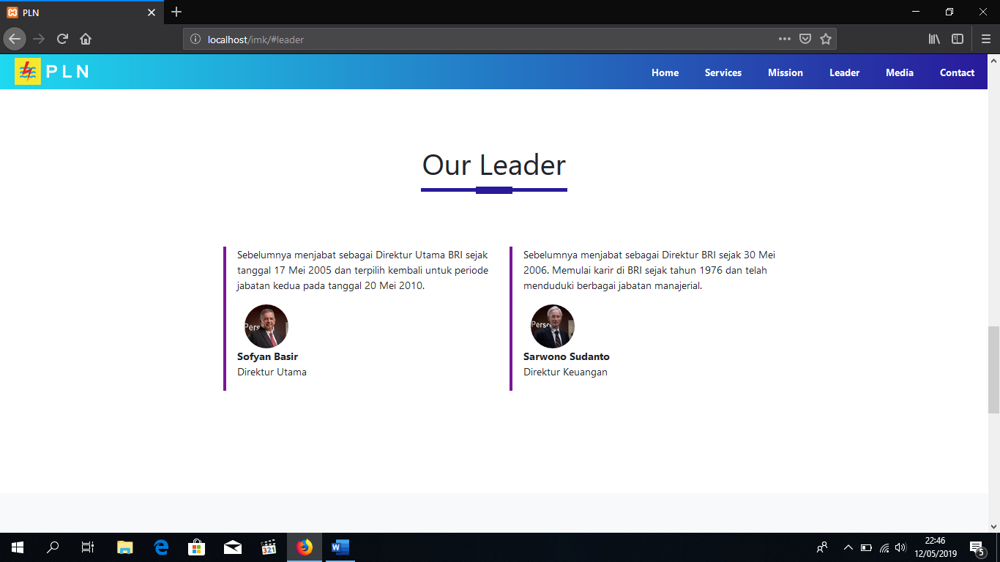 PLN
localhost/imk/#leader
PLN
Home
Services
Mission
Leader
Media
Contact
Our Leader
Sebelumnya menjabat sebagai Direktur Utama BRI sejak
tanggal 17 Mei 2005 dan terpilih kembali untuk periode
jabatan kedua pada tanggal 20 Mei 2010.
Sofyan Basir
Direktur Utama
Sebelumnya menjabat sebagai Direktur BRI sejak 30 Mei
2006. Memulai karir di BRI sejak tahun 1976 dan telah
menduduki berbagai jabatan manajerial.
Sarwono Sudanto
Direktur Keuangan
321
W
22:46
12/05/2019
5